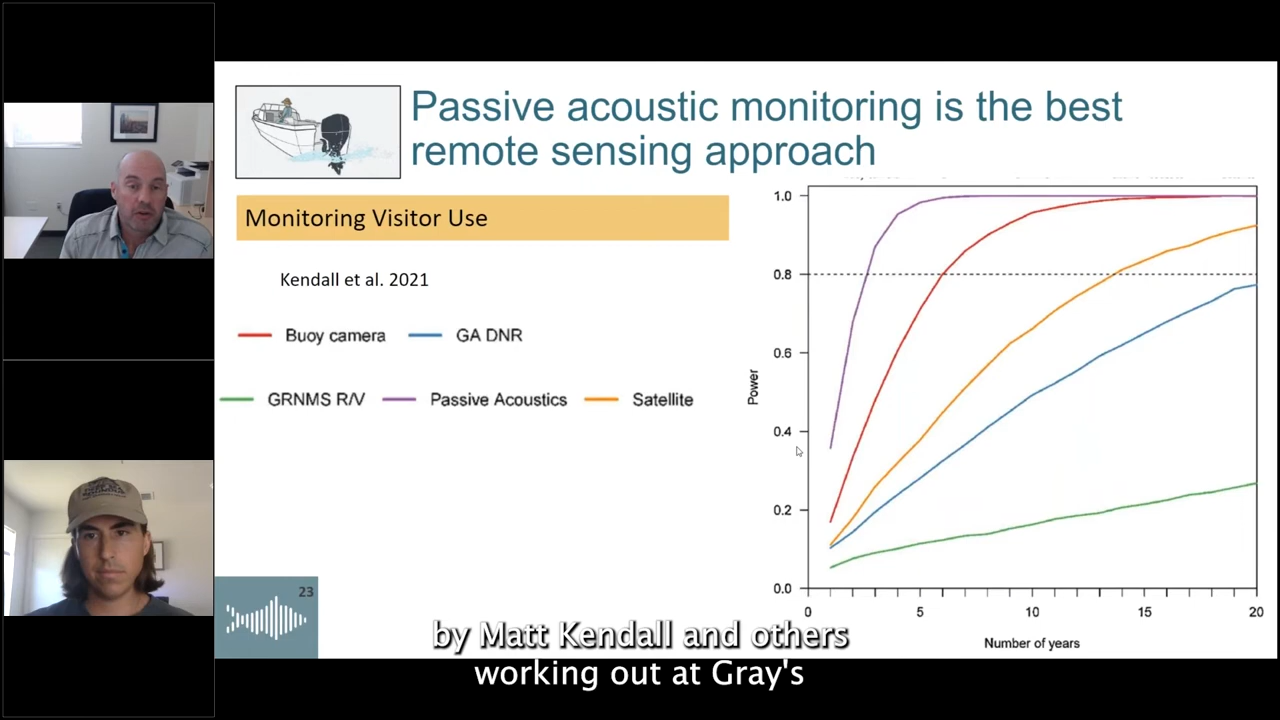 Passive acoustic monitoring is the best
remote sensing approach
Monitoring Visitor Use
Kendall et al. 2021
Buoy camera GA DNR
GRNMS R/V Passive Acoustics Satellite
1.0
0.8
0.6
0.4
0.2
0.0
Power
0 5 10 15 20
Number of years
23
by Matt Kendall and others
working out at Gray's